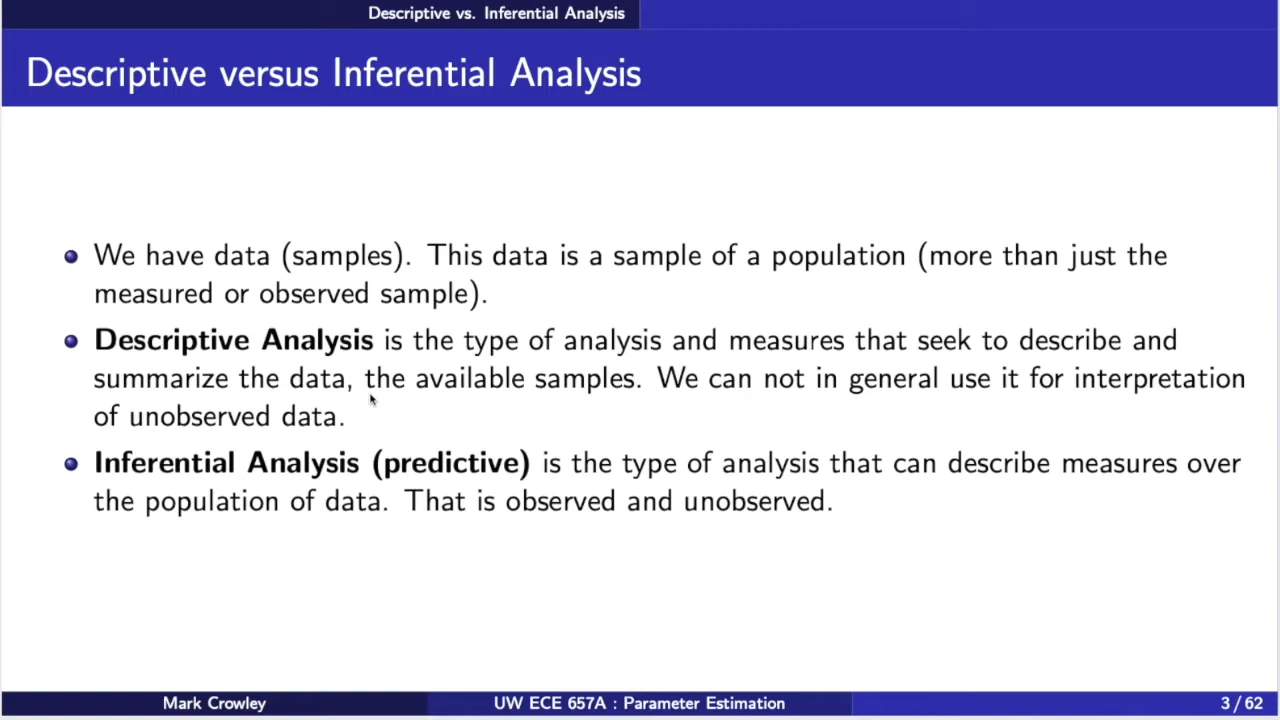 Descriptive vs. Inferential Analysis
Descriptive versus Inferential Analysis
We have data (samples). This data is a sample of a population (more than just the
measured or observed sample).
Descriptive Analysis is the type of analysis and measures that seek to describe and
summarize the data, the available samples. We can not in general use it for interpretation
of unobserved data.
Inferential Analysis (predictive) is the type of analysis that can describe measures over
the population of data. That is observed and unobserved.
Mark Crowley
UW ECE 657A : Parameter Estimation
3 / 62